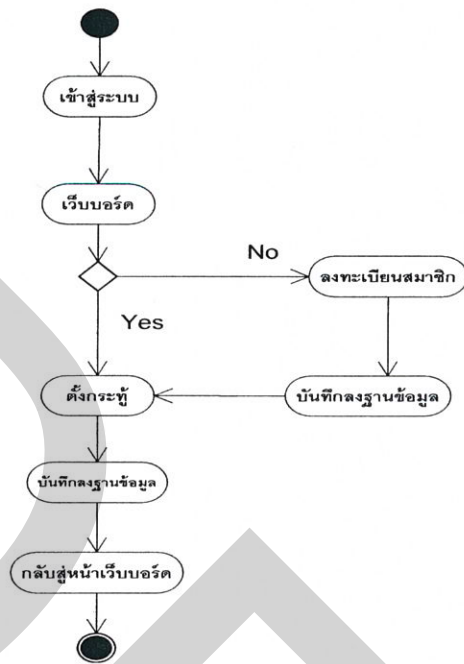 เข้าสู่ระบบ
เว็บบอร์ด
No
ลงทะเบียนสมาชิก
Yes
ตั้งกระทู้
บันทึกลงฐานข้อมูล
บันทึกลงฐานข้อมูล
กลับสู่หน้าเว็บบอร์ด